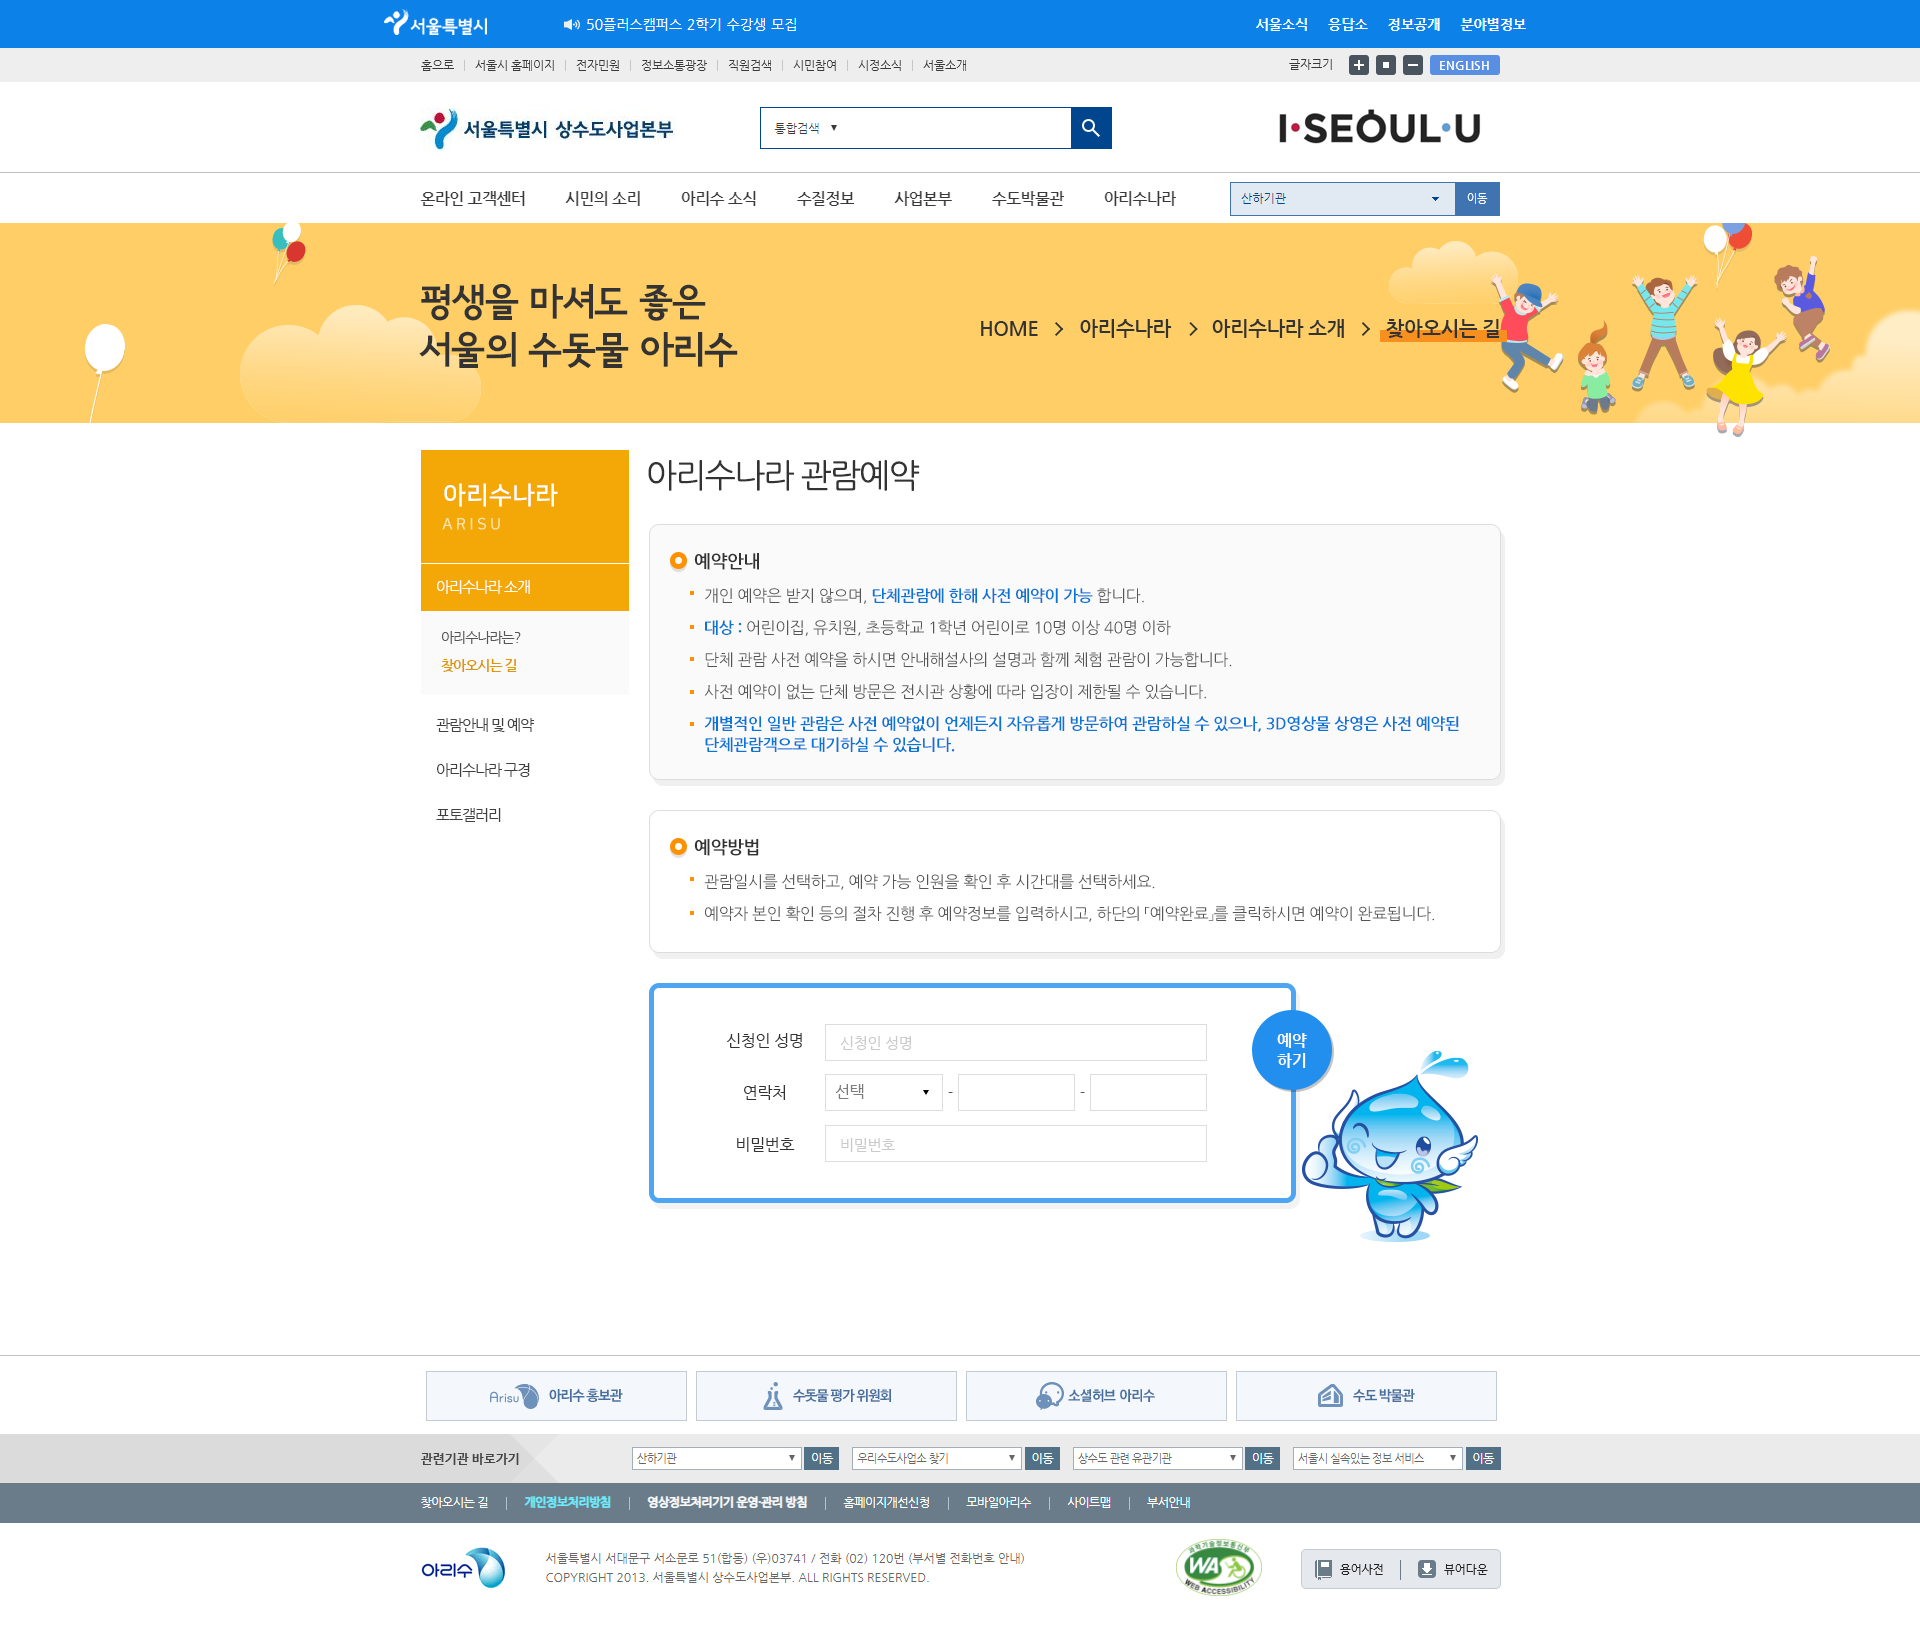 서울특별시
50플러스캠퍼스 2학기 수강생 모집
서울소식 응답소 정보공개 분야별정보
홈으로 서울시 홈페이지 전자민원 정보소통광장 직원검색 시민참여 시정소식 서울소개
글자크기 ENGLISH
서울특별시 상수도사업본부
통합검색
I·SEOUL·U
온라인 고객센터 시민의 소리 아리수 소식 수질정보 사업본부 수도박물관 아리수나라
산하기관 이동
평생을 마셔도 좋은
서울의 수돗물 아리수
HOME 아리수나라 아리수나라 소개 찾아오시는 길
아리수나라
ARISU
아리수나라 소개
아리수나라는?
찾아오시는 길
관람안내 및 예약
아리수나라 구경
포토갤러리
아리수나라 관람예약
예약안내
개인 예약은 받지 않으며, 단체관람에 한해 사전 예약이 가능 합니다.
대상 : 어린이집, 유치원, 초등학교 1학년 어린이로 10명 이상 40명 이하
단체 관람 사전 예약을 하시면 안내해설사의 설명과 함께 체험 관람이 가능합니다.
사전 예약이 없는 단체 방문은 전시관 상황에 따라 입장이 제한될 수 있습니다.
개별적인 일반 관람은 사전 예약없이 언제든지 자유롭게 방문하여 관람하실 수 있으나, 3D영상물 상영은 사전 예약된
단체관람객으로 대기하실 수 있습니다.
예약방법
관람일시를 선택하고, 예약 가능 인원을 확인 후 시간대를 선택하세요.
예약자 본인 확인 등의 절차 진행 후 예약정보를 입력하시고, 하단의 「예약완료」를 클릭하시면 예약이 완료됩니다.
신청인 성명 신청인 성명
연락처 선택 - -
비밀번호 비밀번호
예약
하기
Arisu 아리수 홍보관
수돗물 평가 위원회
소셜허브 아리수
수도 박물관
관련기관 바로가기
산하기관 이동
우리수도사업소 찾기 이동
상수도 관련 유관기관 이동
서울시 실속있는 정보 서비스 이동
찾아오시는 길 개인정보처리방침 영상정보처리기기 운영·관리 방침 홈페이지개선신청 모바일아리수 사이트맵 부서안내
아리수
서울특별시 서대문구 서소문로 51(합동) (우)03741 / 전화 (02) 120번 (부서별 전화번호 안내)
COPYRIGHT 2013. 서울특별시 상수도사업본부. ALL RIGHTS RESERVED.
과학기술정보통신부
WA
WEB ACCESSIBILITY
용어사전 뷰어다운